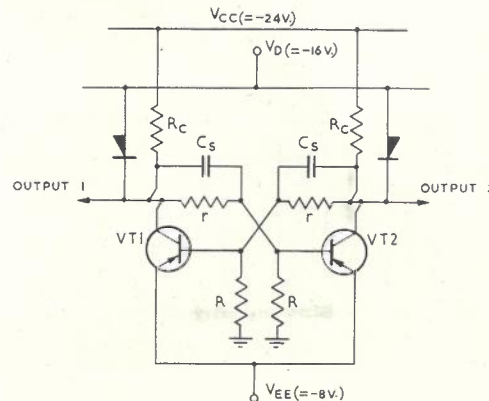 VCC(=-24V.)
VD(=-16V.)
RC
CS
CS
RC
OUTPUT 1
r
r
OUTPUT 2
VT1
VT2
R
R
VEE(=-8V.)